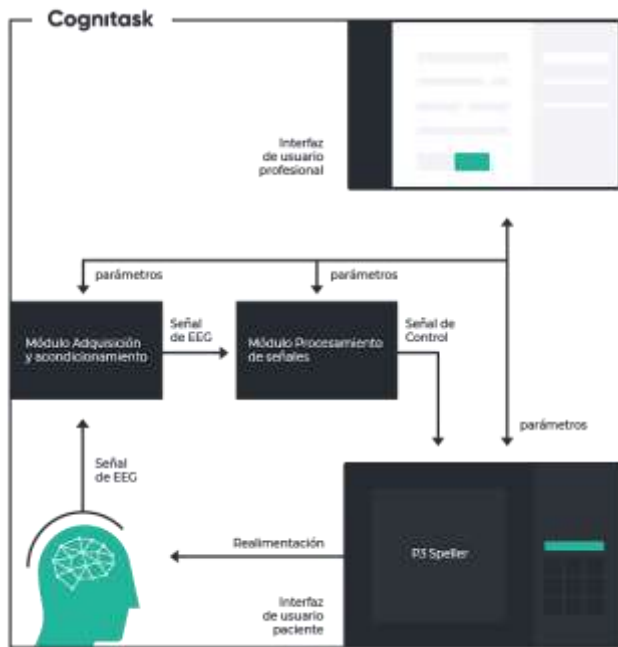 Cognitask
Interfaz
de usuario
profesional
parámetros
parámetros
Módulo Adquisición
y acondicionamiento
Señal
de EEG
Módulo Procesamiento
de señales
Señal de
Control
parámetros
Señal
de EEG
Realimentación
P3 Speller
Interfaz
de usuario
paciente